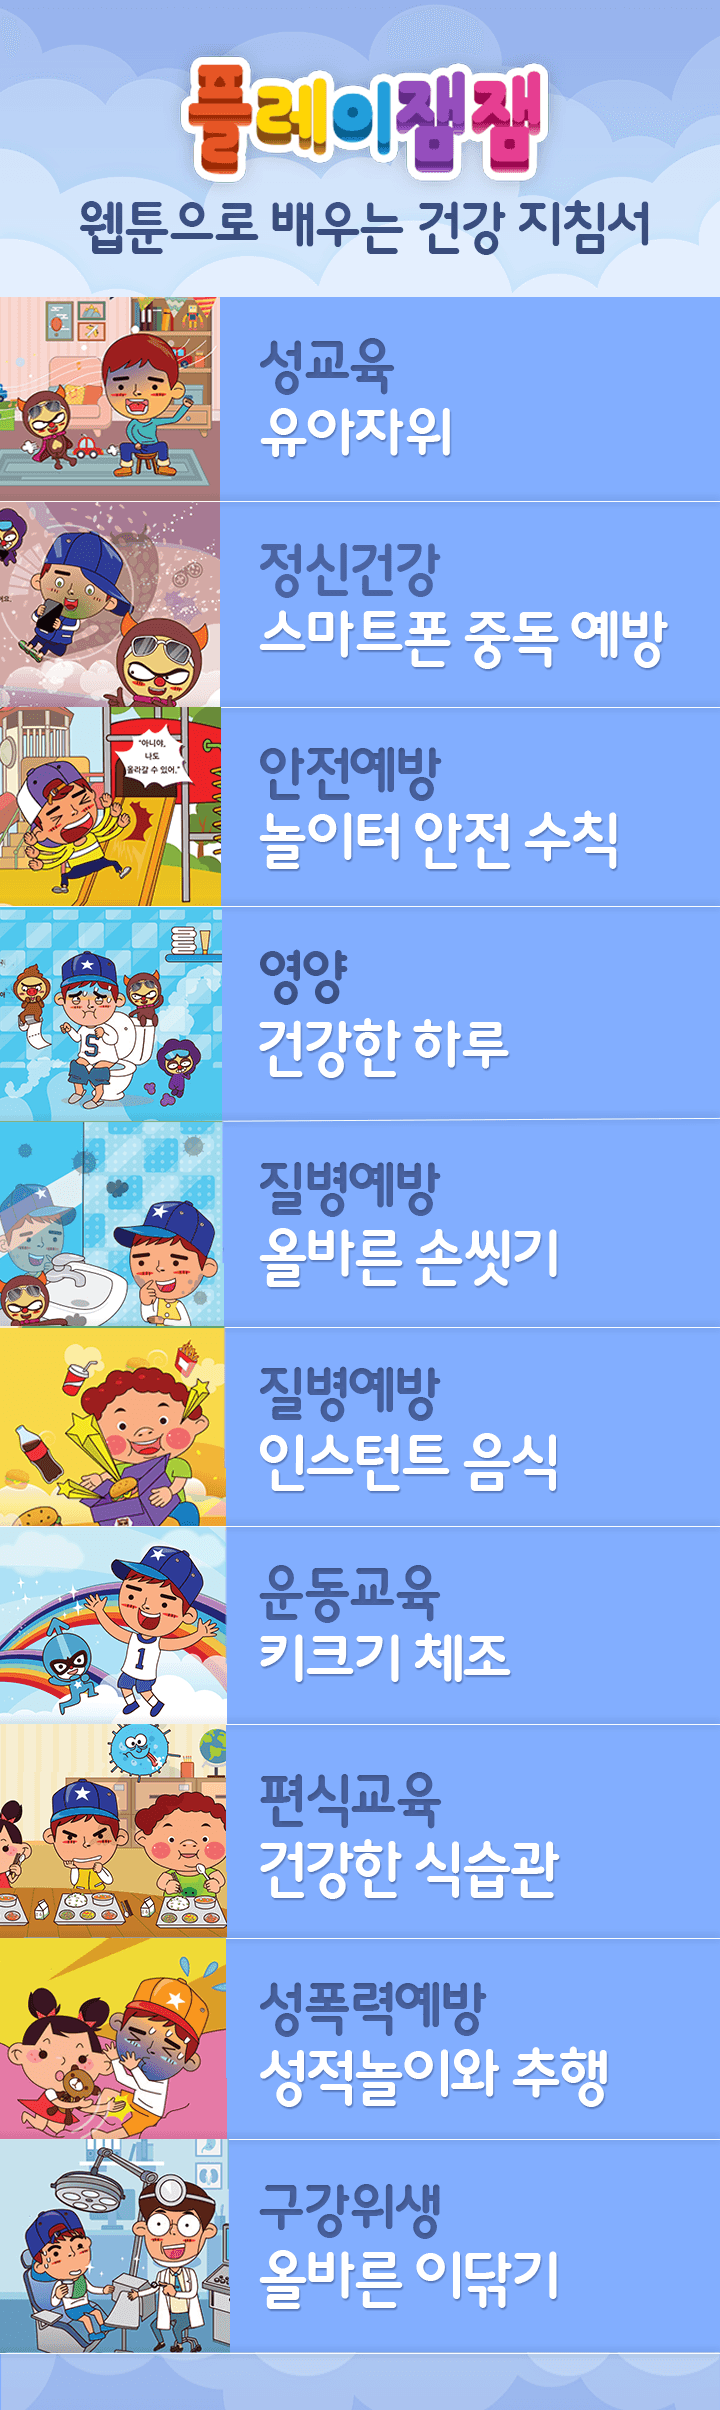 플레이잼잼
웹툰으로 배우는 건강 지침서
성교육
유아자위
정신건강
스마트폰 중독 예방
안전예방
놀이터 안전 수칙
"아니야,
나도
올라갈 수 있어."
영양
건강한 하루
S
질병예방
올바른 손씻기
질병예방
인스턴트 음식
운동교육
키크기 체조
1
편식교육
건강한 식습관
성폭력예방
성적놀이와 추행
구강위생
올바른 이닦기